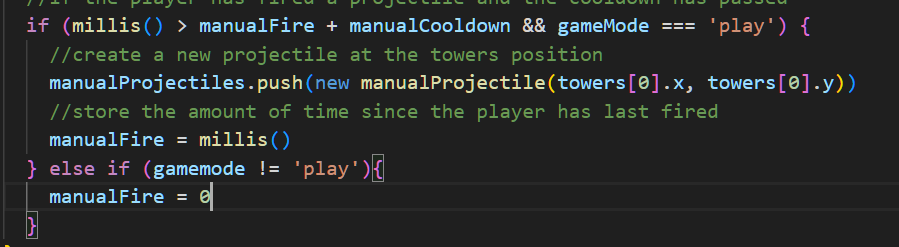 //if the player has fired a projectile and the cooldown has passed
if (millis() > manualFire + manualCooldown && gameMode === 'play') {
//create a new projectile at the towers position
manualProjectiles.push(new manualProjectile(towers[0].x, towers[0].y))
//store the amount of time since the player has last fired
manualFire = millis()
} else if (gamemode != 'play'){
manualFire = 0
}